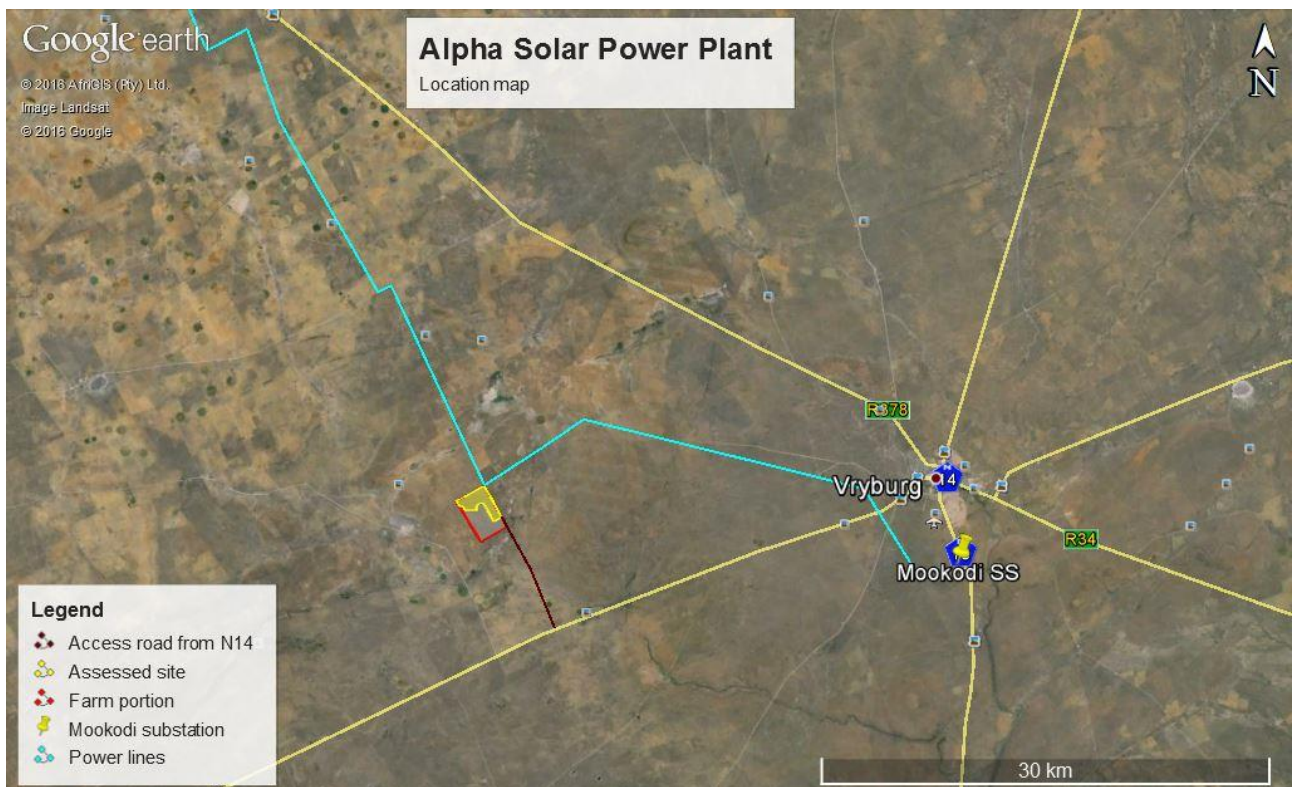 Google earth
© 2016 AfriGIS (Pty) Ltd.
Image Landsat
© 2016 Google
Alpha Solar Power Plant
Location map
N
R378
N
14
Vryburg
R34
Mookodi SS
Legend
Access road from N14
Assessed site
Farm portion
Mookodi substation
Power lines
30 km